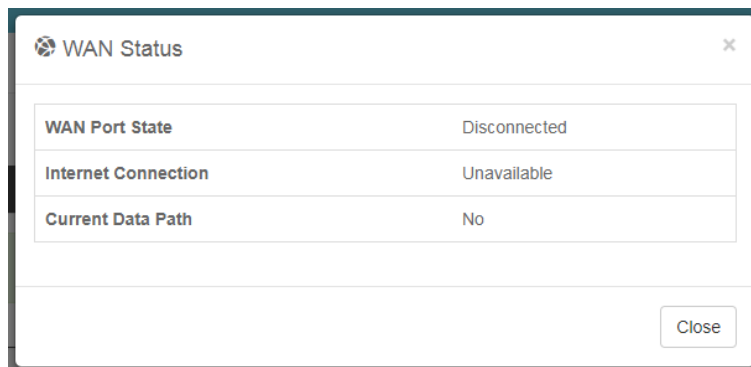 WAN Status
×
WAN Port State Disconnected
Internet Connection Unavailable
Current Data Path No
Close